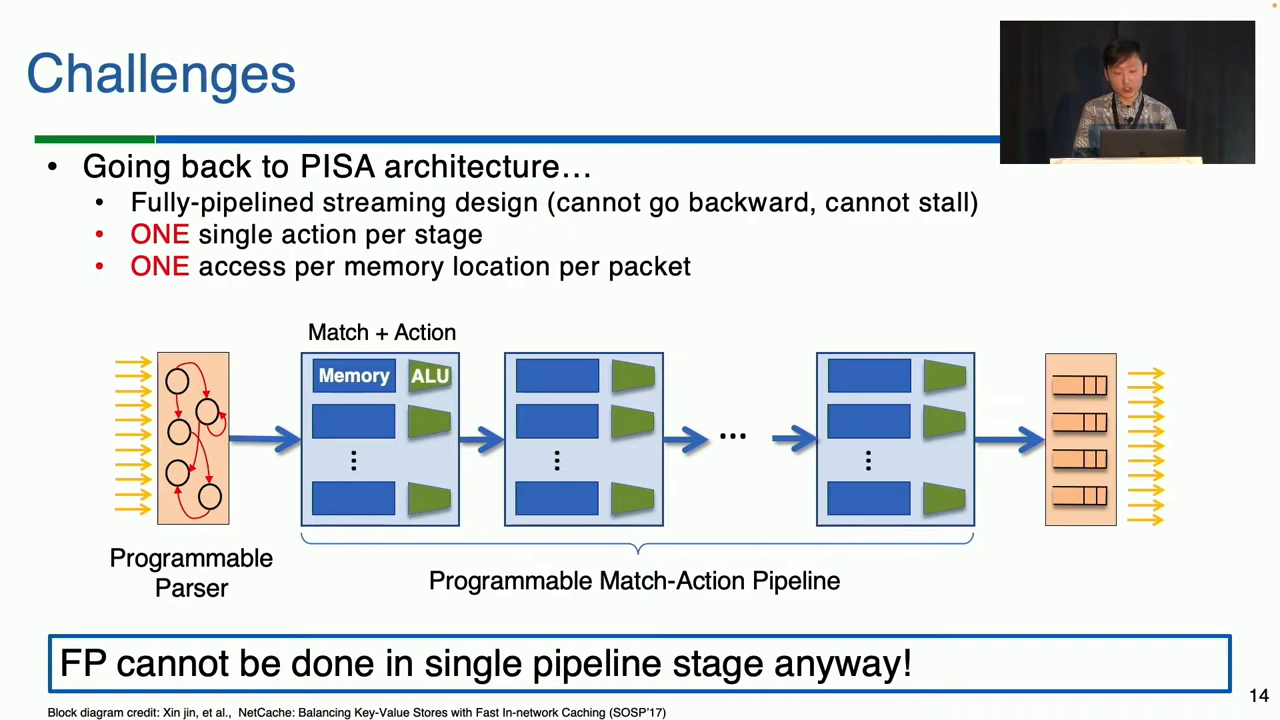 Challenges
• Going back to PISA architecture…
• Fully-pipelined streaming design (cannot go backward, cannot stall)
• ONE single action per stage
• ONE access per memory location per packet
Match + Action
Memory ALU
Programmable
Parser
Programmable Match-Action Pipeline
FP cannot be done in single pipeline stage anyway!
14
Block diagram credit: Xin jin, et al., NetCache: Balancing Key-Value Stores with Fast In-network Caching (SOSP'17)